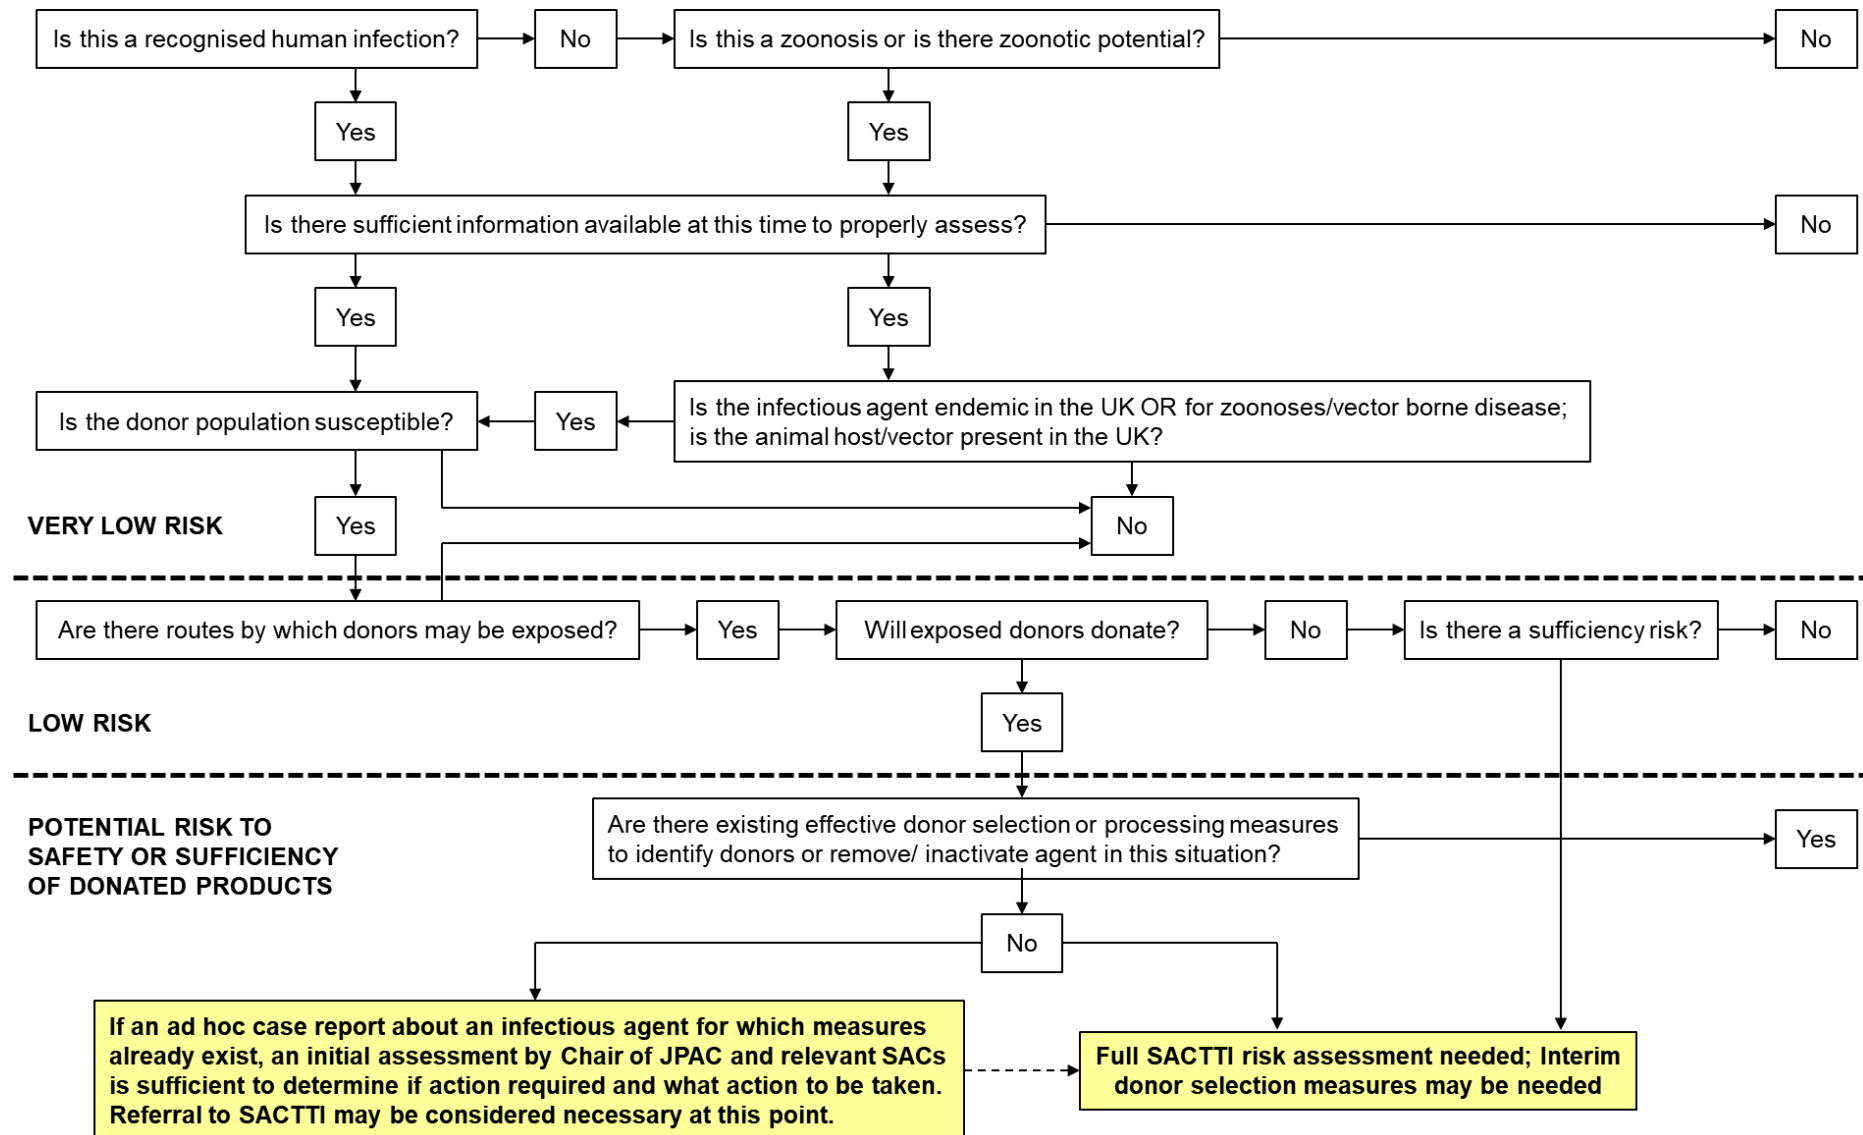 Is this a recognised human infection?
No
Is this a zoonosis or is there zoonotic potential?
No
Yes
Yes
Is there sufficient information available at this time to properly assess?
No
Yes
Yes
Is the donor population susceptible?
Yes
Is the infectious agent endemic in the UK OR for zoonoses/vector borne disease;
is the animal host/vector present in the UK?
VERY LOW RISK
Yes
No
Are there routes by which donors may be exposed?
Yes
Will exposed donors donate?
No
Is there a sufficiency risk?
No
LOW RISK
Yes
POTENTIAL RISK TO
SAFETY OR SUFFICIENCY
OF DONATED PRODUCTS
Are there existing effective donor selection or processing measures
to identify donors or remove/ inactivate agent in this situation?
Yes
No
If an ad hoc case report about an infectious agent for which measures
already exist, an initial assessment by Chair of JPAC and relevant SACs
is sufficient to determine if action required and what action to be taken.
Referral to SACTTI may be considered necessary at this point.
Full SACTTI risk assessment needed; Interim
donor selection measures may be needed